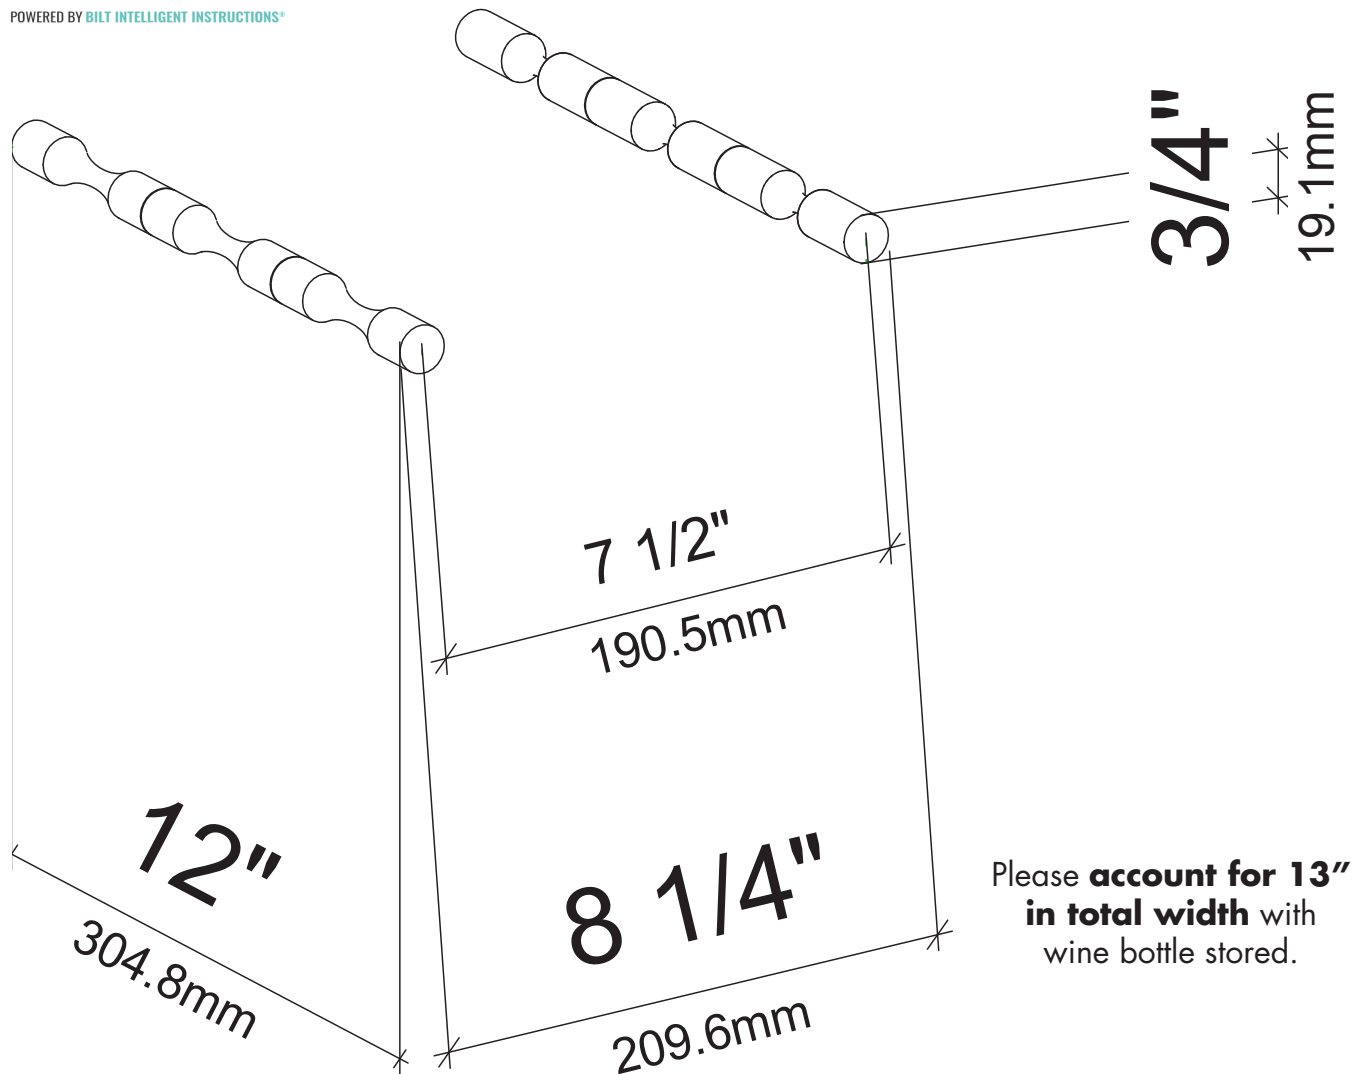 POWERED BY BILT INTELLIGENT INSTRUCTIONS®
3/4"
19.1mm
7 1/2"
190.5mm
12"
304.8mm
8 1/4"
209.6mm
Please account for 13”
in total width with
wine bottle stored.